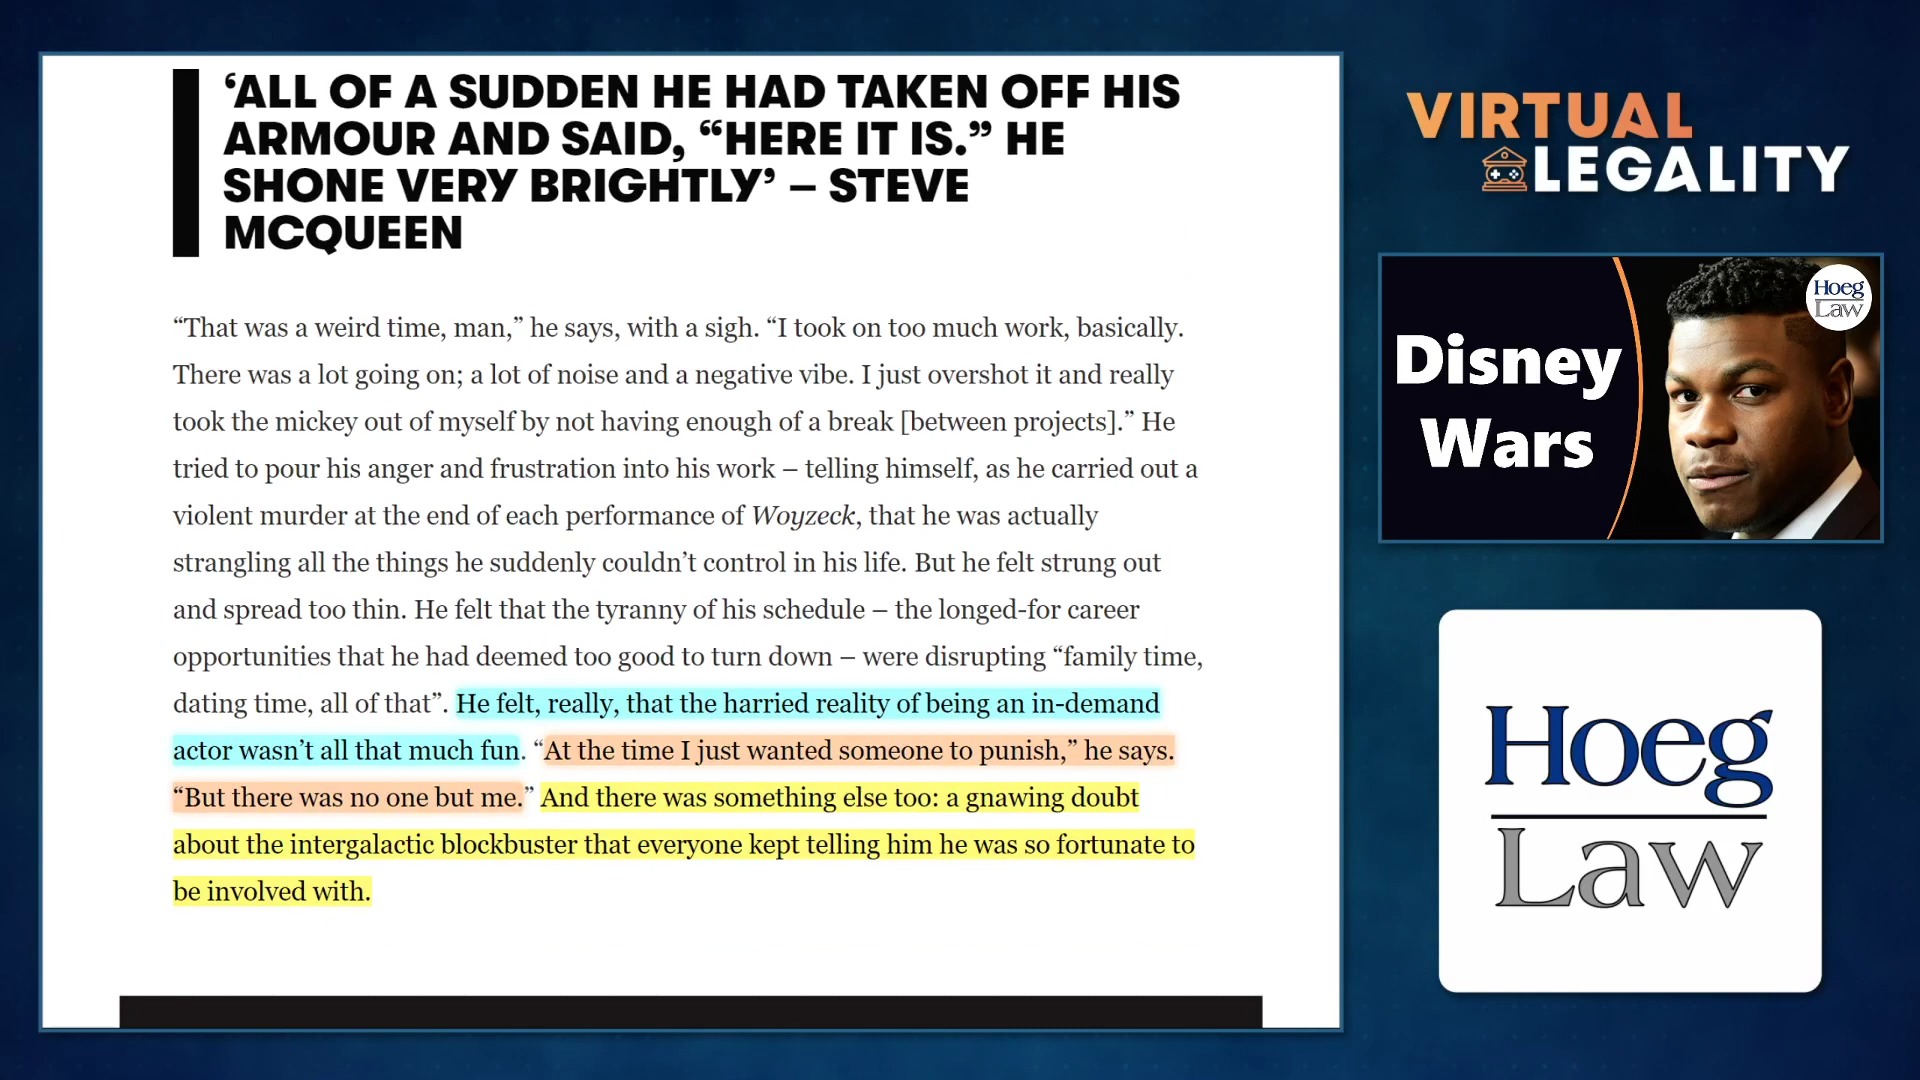 ‘ALL OF A SUDDEN HE HAD TAKEN OFF HIS
ARMOUR AND SAID, “HERE IT IS.” HE
SHONE VERY BRIGHTLY’ – STEVE
MCQUEEN
“That was a weird time, man,” he says, with a sigh. “I took on too much work, basically.
There was a lot going on; a lot of noise and a negative vibe. I just overshot it and really
took the mickey out of myself by not having enough of a break [between projects].” He
tried to pour his anger and frustration into his work – telling himself, as he carried out a
violent murder at the end of each performance of Woyzeck, that he was actually
strangling all the things he suddenly couldn’t control in his life. But he felt strung out
and spread too thin. He felt that the tyranny of his schedule – the longed-for career
opportunities that he had deemed too good to turn down – were disrupting “family time,
dating time, all of that”. He felt, really, that the harried reality of being an in-demand
actor wasn’t all that much fun. “At the time I just wanted someone to punish,” he says.
“But there was no one but me.” And there was something else too: a gnawing doubt
about the intergalactic blockbuster that everyone kept telling him he was so fortunate to
be involved with.
VIRTUAL
LEGALITY
Disney
Wars
Hoeg
Law
Hoeg
Law